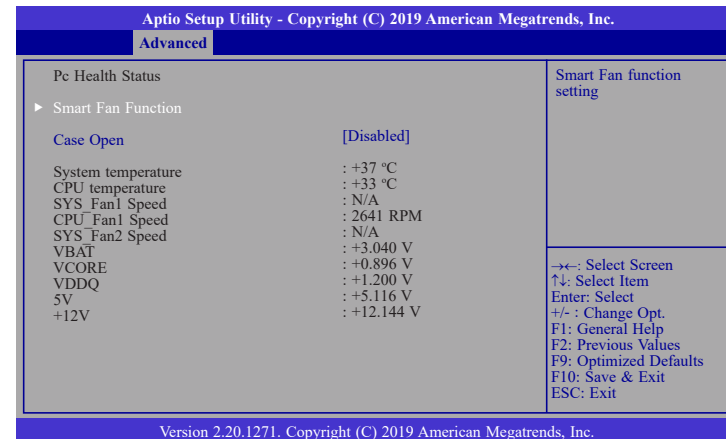 Aptio Setup Utility - Copyright (C) 2019 American Megatrends, Inc.
Advanced
Pc Health Status
▶ Smart Fan Function
Case Open [Disabled]
System temperature : +37 °C
CPU temperature : +33 °C
SYS_Fan1 Speed : N/A
CPU_Fan1 Speed : 2641 RPM
SYS_Fan2 Speed : N/A
VBAT : +3.040 V
VCORE : +0.896 V
VDDQ : +1.200 V
5V : +5.116 V
+12V : +12.144 V
Smart Fan function
setting
→←: Select Screen
↑↓: Select Item
Enter: Select
+/- : Change Opt.
F1: General Help
F2: Previous Values
F9: Optimized Defaults
F10: Save & Exit
ESC: Exit
Version 2.20.1271. Copyright (C) 2019 American Megatrends, Inc.